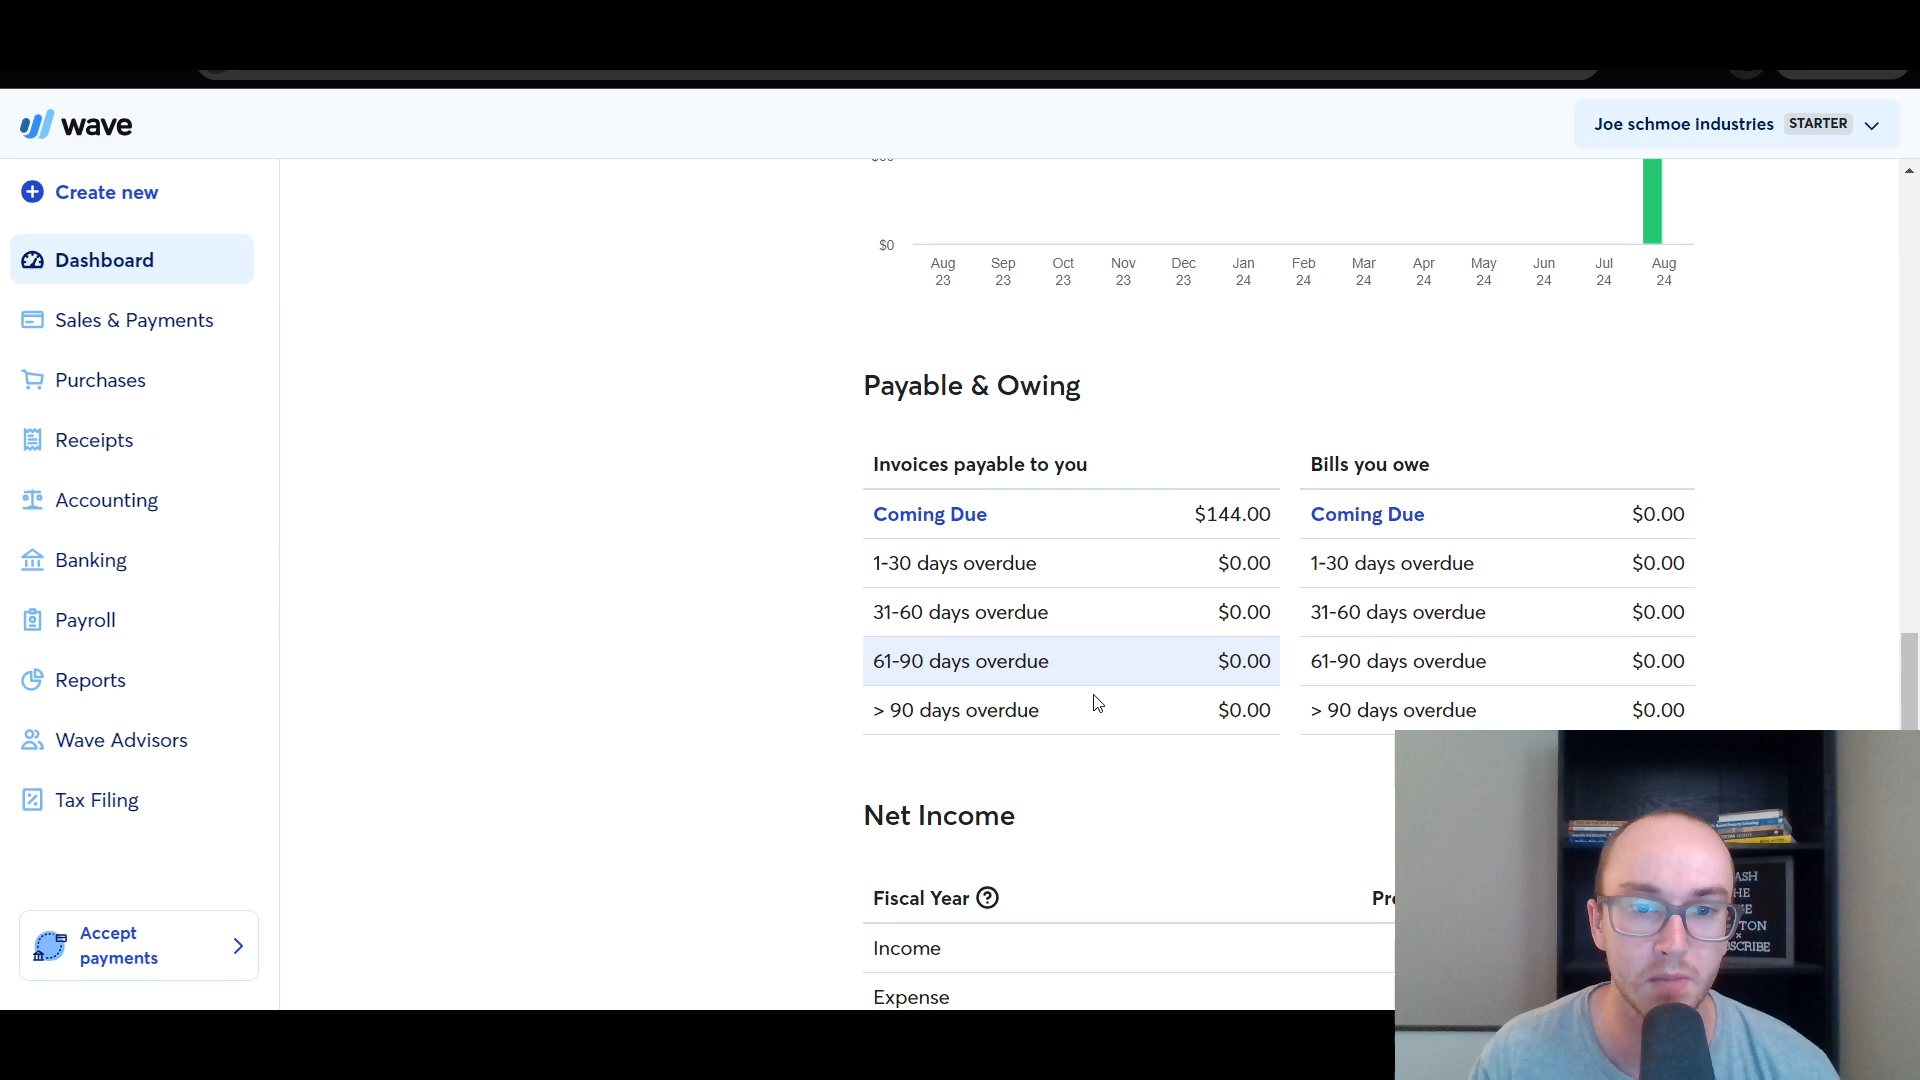 wave
Joe schmoe industries STARTER
Create new
Dashboard
Sales & Payments
Purchases
Receipts
Accounting
Banking
Payroll
Reports
Wave Advisors
Tax Filing
Accept
payments
$0
Aug Sep Oct Nov Dec Jan Feb Mar Apr May Jun Jul Aug
23 23 23 23 23 24 24 24 24 24 24 24 24
Payable & Owing
Invoices payable to you
Coming Due $144.00
1-30 days overdue $0.00
31-60 days overdue $0.00
61-90 days overdue $0.00
> 90 days overdue $0.00
Bills you owe
Coming Due $0.00
1-30 days overdue $0.00
31-60 days overdue $0.00
61-90 days overdue $0.00
> 90 days overdue $0.00
Net Income
Fiscal Year ? Pre
Income
Expense
ASH
HE
TON
SCRIBE